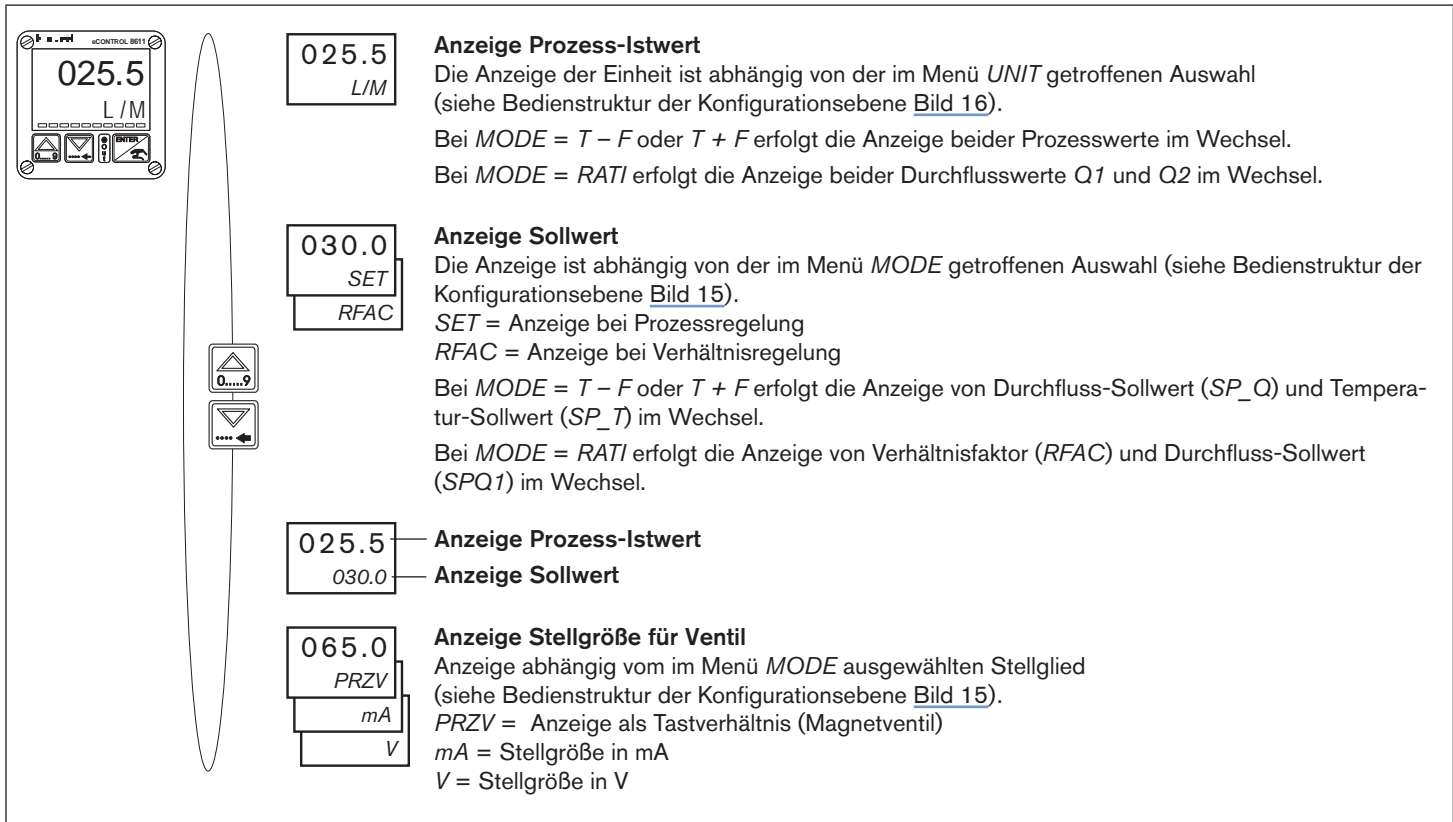 eCONTROL 8611
025.5
L/M
0.....9
out
ENTER
025.5
L/M
Anzeige Prozess-Istwert
Die Anzeige der Einheit ist abhängig von der im Menü UNIT getroffenen Auswahl
(siehe Bedienstruktur der Konfigurationsebene Bild 16).
Bei MODE = T – F oder T + F erfolgt die Anzeige beider Prozesswerte im Wechsel.
Bei MODE = RATI erfolgt die Anzeige beider Durchflusswerte Q1 und Q2 im Wechsel.
030.0
SET
RFAC
Anzeige Sollwert
Die Anzeige ist abhängig von der im Menü MODE getroffenen Auswahl (siehe Bedienstruktur der
Konfigurationsebene Bild 15).
SET = Anzeige bei Prozessregelung
RFAC = Anzeige bei Verhältnisregelung
Bei MODE = T – F oder T + F erfolgt die Anzeige von Durchfluss-Sollwert (SP_Q) und Tempera-
tur-Sollwert (SP_T) im Wechsel.
Bei MODE = RATI erfolgt die Anzeige von Verhältnisfaktor (RFAC) und Durchfluss-Sollwert
(SPQ1) im Wechsel.
0.....9
025.5
030.0
Anzeige Prozess-Istwert
Anzeige Sollwert
065.0
PRZV
mA
V
Anzeige Stellgröße für Ventil
Anzeige abhängig vom im Menü MODE ausgewählten Stellglied
(siehe Bedienstruktur der Konfigurationsebene Bild 15).
PRZV = Anzeige als Tastverhältnis (Magnetventil)
mA = Stellgröße in mA
V = Stellgröße in V